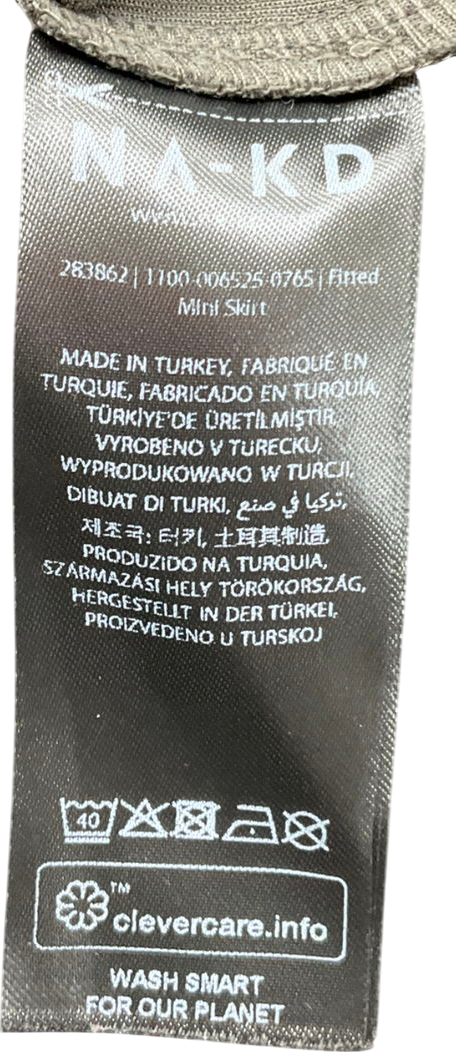 NA-KD
283862 | 1100-006525-0765 | Fitted
Mini Skirt
MADE IN TURKEY, FABRIQUÉ EN
TURQUIE, FABRICADO EN TURQUÍA,
TÜRKİYE'DE ÜRETİLMİŞTİR,
VYROBENO V TURECKU,
WYPRODUKOWANO W TURCJI,
DIBUAT DI TURKI, تركيا في صنع,
제조국: 터키, 土耳其制造,
PRODUZIDO NA TURQUIA,
SZÁRMAZÁSI HELY TÖRÖKORSZÁG,
HERGESTELLT IN DER TÜRKEI,
PROIZVEDENO U TURSKOJ
40
™ clevercare.info
WASH SMART
FOR OUR PLANET